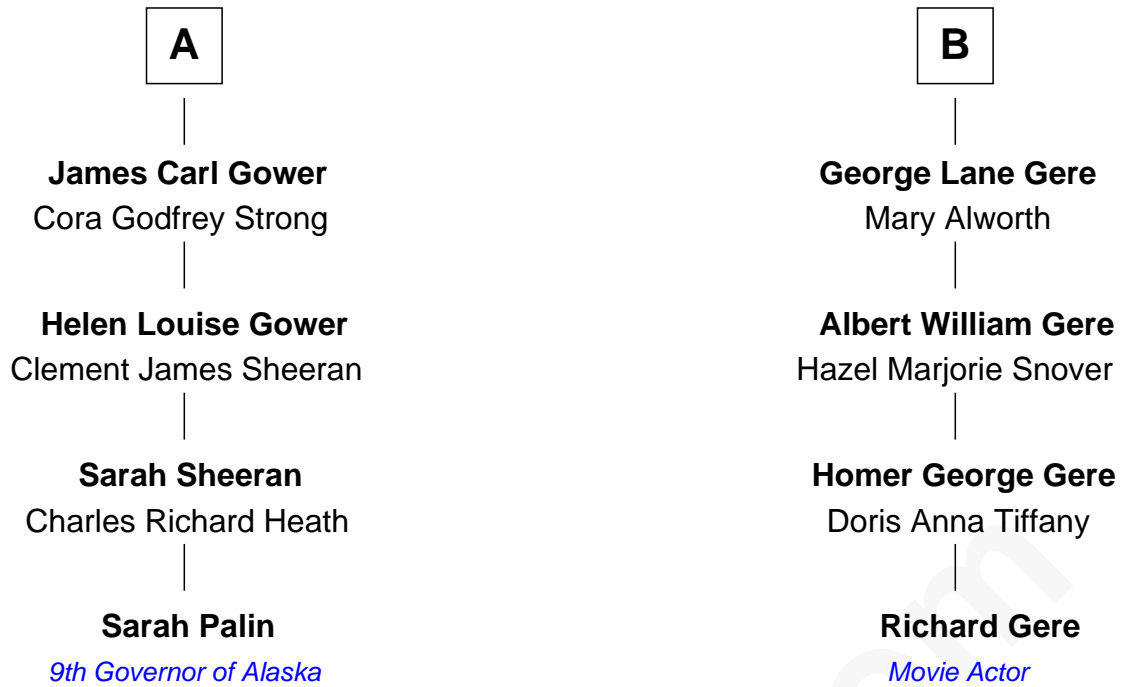 A
James Carl Gower
Cora Godfrey Strong
Helen Louise Gower
Clement James Sheeran
Sarah Sheeran
Charles Richard Heath
Sarah Palin
9th Governor of Alaska
B
George Lane Gere
Mary Alworth
Albert William Gere
Hazel Marjorie Snover
Homer George Gere
Doris Anna Tiffany
Richard Gere
Movie Actor